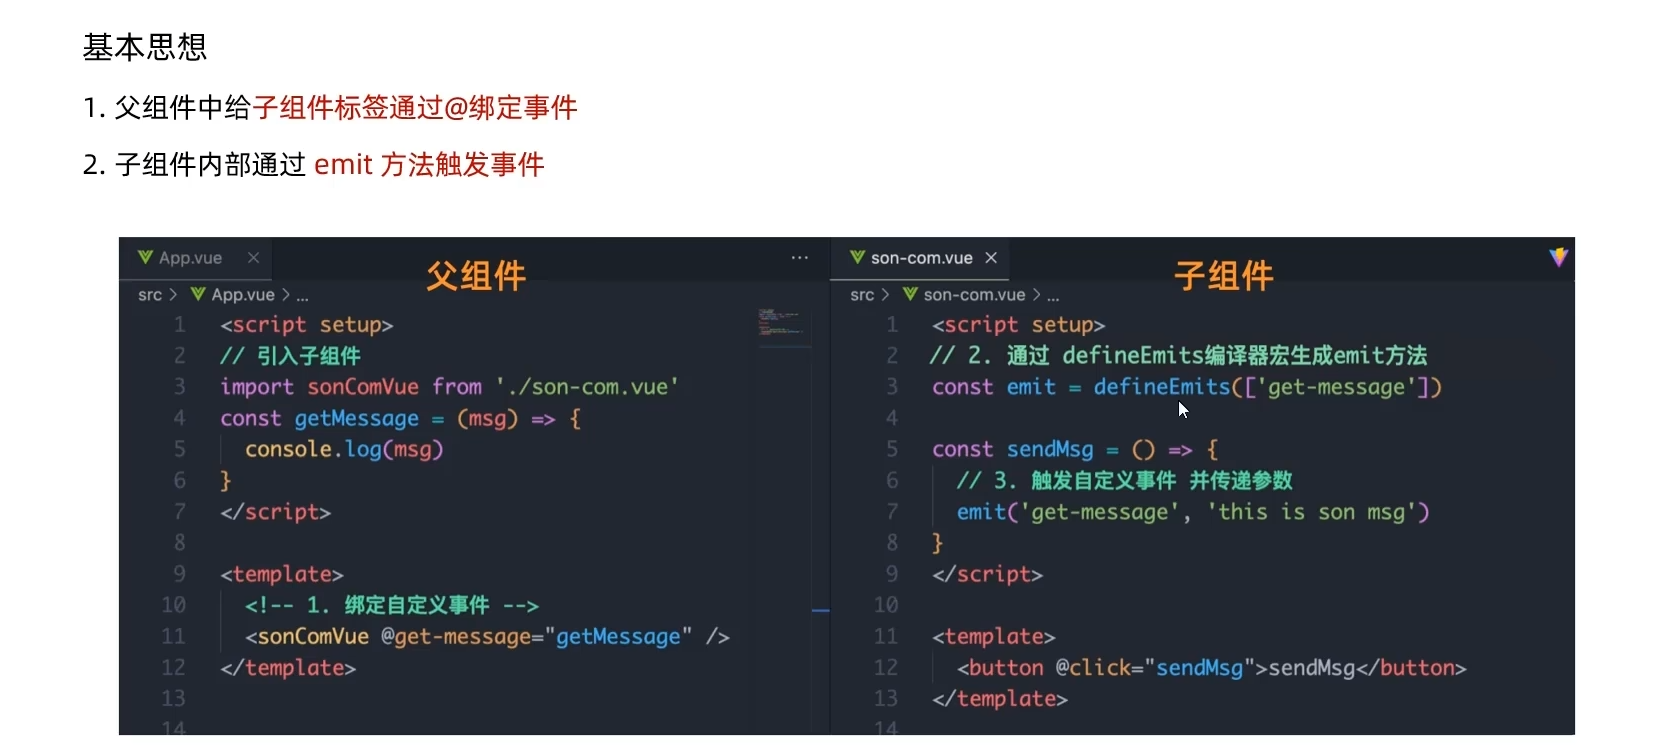 基本思想
1. 父组件中给子组件标签通过@绑定事件
2. 子组件内部通过 emit 方法触发事件
App.vue
父组件
src > App.vue > ...
1 <script setup>
2 // 引入子组件
3 import sonComVue from './son-com.vue'
4 const getMessage = (msg) => {
5 console.log(msg)
6 }
7 </script>
8
9 <template>
10 <!-- 1. 绑定自定义事件 -->
11 <sonComVue @get-message="getMessage" />
12 </template>
13
14
son-com.vue
子组件
src > son-com.vue > ...
1 <script setup>
2 // 2. 通过 defineEmits编译器宏生成emit方法
3 const emit = defineEmits(['get-message'])
4
5 const sendMsg = () => {
6 // 3. 触发自定义事件 并传递参数
7 emit('get-message', 'this is son msg')
8 }
9 </script>
10
11 <template>
12 <button @click="sendMsg">sendMsg</button>
13 </template>
14